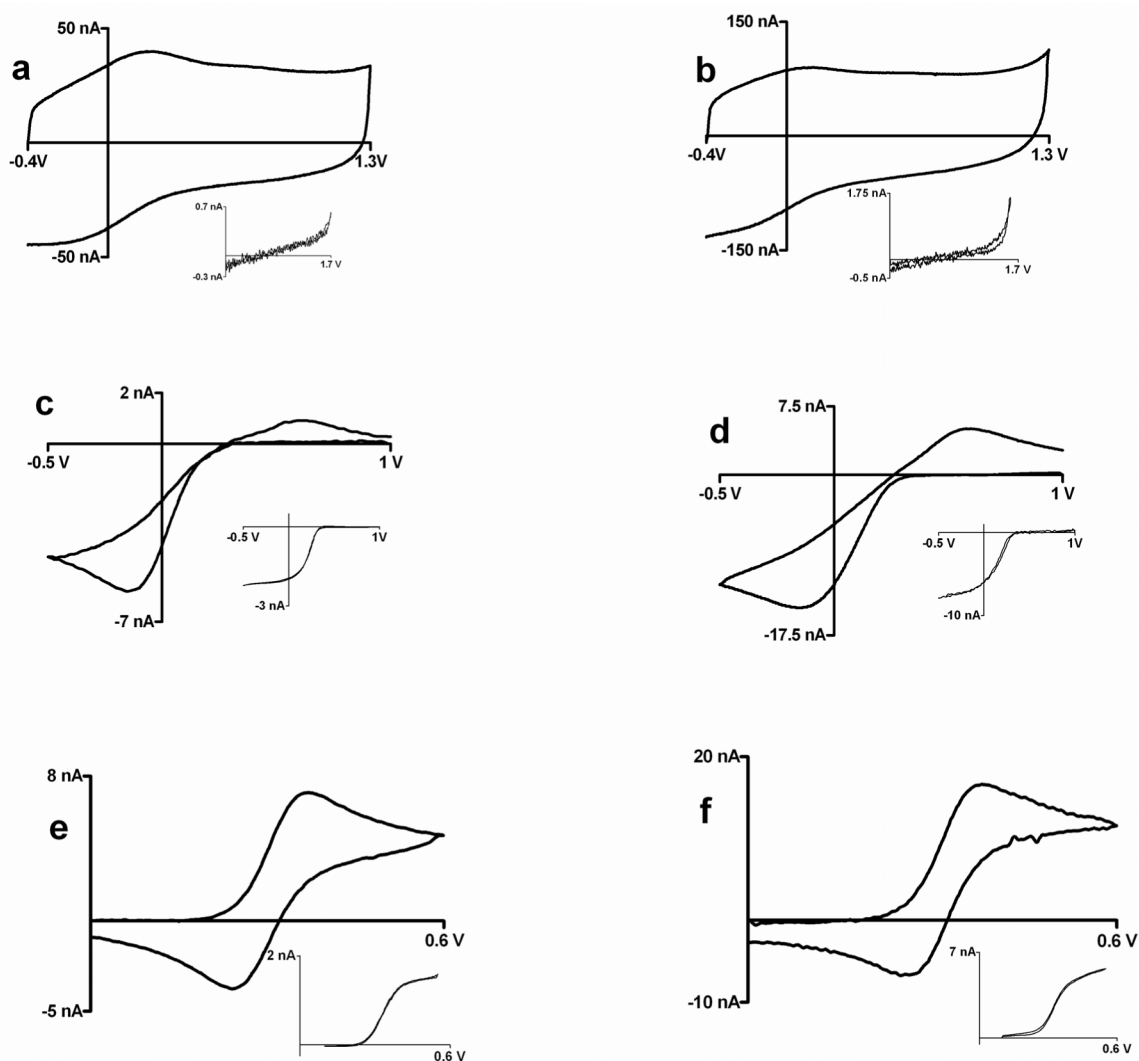 50 nA
a
-0.4V
1.3V
-50 nA
0.7 nA
-0.3 nA
1.7 V
150 nA
b
-0.4V
1.3 V
-150 nA
1.75 nA
-0.5 nA
1.7 V
2 nA
c
-0.5 V
1 V
-7 nA
-0.5 V
1V
-3 nA
7.5 nA
d
-0.5 V
1 V
-17.5 nA
-0.5 V
1V
-10 nA
8 nA
e
0.6 V
-5 nA
2 nA
0.6 V
20 nA
f
0.6 V
-10 nA
7 nA
0.6 V